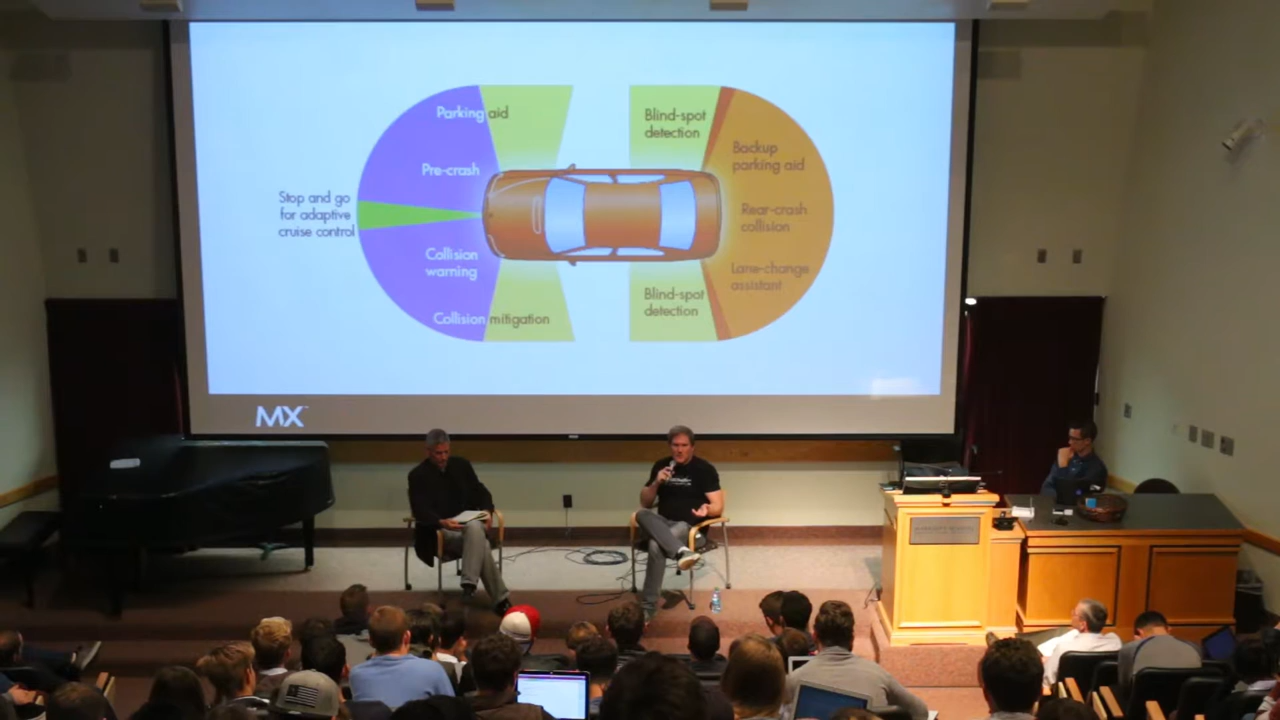 Parking aid
Blind-spot
detection
Backup
parking aid
Pre-crash
Stop and go
for adaptive
cruise control
Rear-crash
collision
Collision
warning
Lane-change
assistant
Blind-spot
detection
Collision mitigation
MX